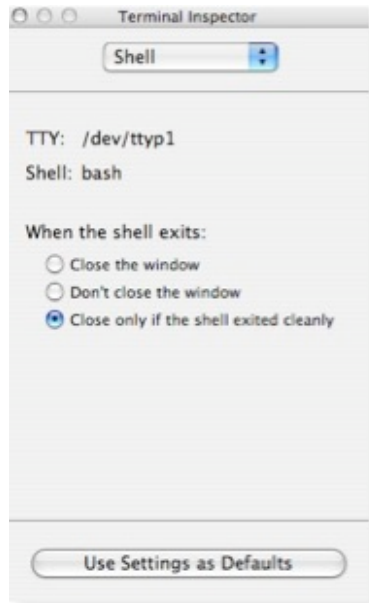 Terminal Inspector
Shell
TTY: /dev/ttyp1
Shell: bash
When the shell exits:
Close the window
Don't close the window
Close only if the shell exited cleanly
Use Settings as Defaults